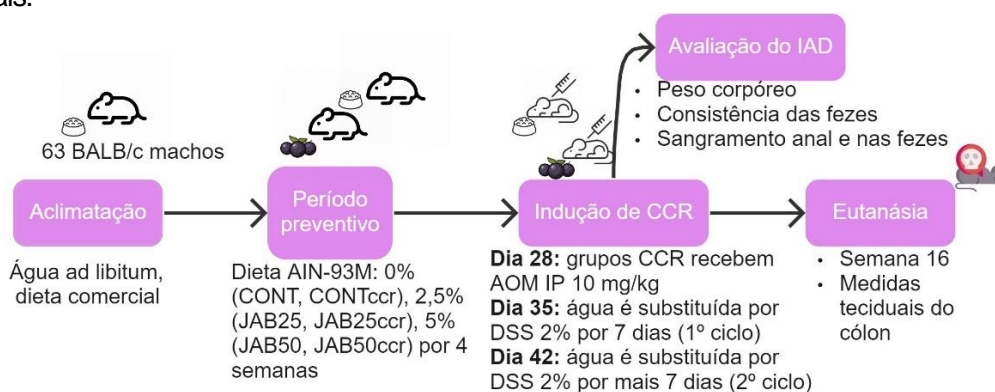 ais.
Avaliação do IAD
• Peso corpóreo
• Consistência das fezes
• Sangramento anal e nas fezes
63 BALB/c machos
Aclimatação
Período
preventivo
Indução de CCR
Eutanásia
Água ad libitum,
dieta comercial
Dieta AIN-93M: 0%
(CONT, CONTccr), 2,5%
(JAB25, JAB25ccr), 5%
(JAB50, JAB50ccr) por 4
semanas
Dia 28: grupos CCR recebem
AOM IP 10 mg/kg
Dia 35: água é substituída por
DSS 2% por 7 dias (1º ciclo)
Dia 42: água é substituída por
DSS 2% por mais 7 dias (2º ciclo)
• Semana 16
• Medidas
teciduais do
cólon